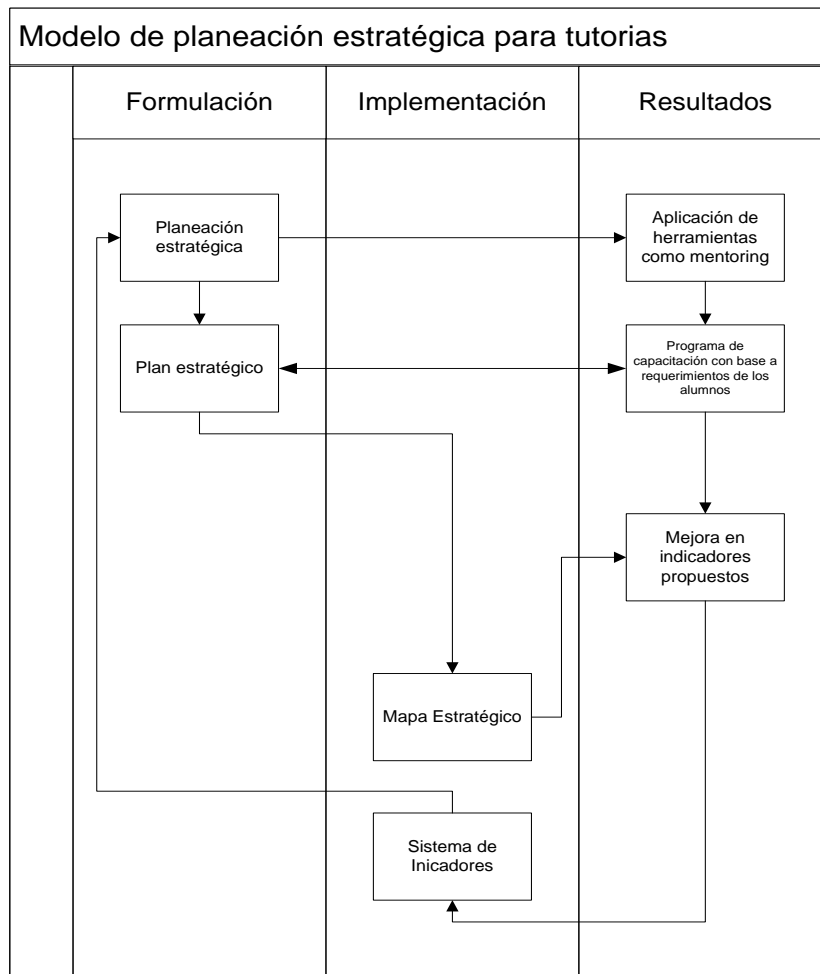 Modelo de planeación estratégica para tutorias
Formulación
Implementación
Resultados
Planeación
estratégica
Aplicación de
herramientas
como mentoring
Plan estratégico
Programa de
capacitación con base a
requerimientos de los
alumnos
Mejora en
indicadores
propuestos
Mapa Estratégico
Sistema de
Inicadores